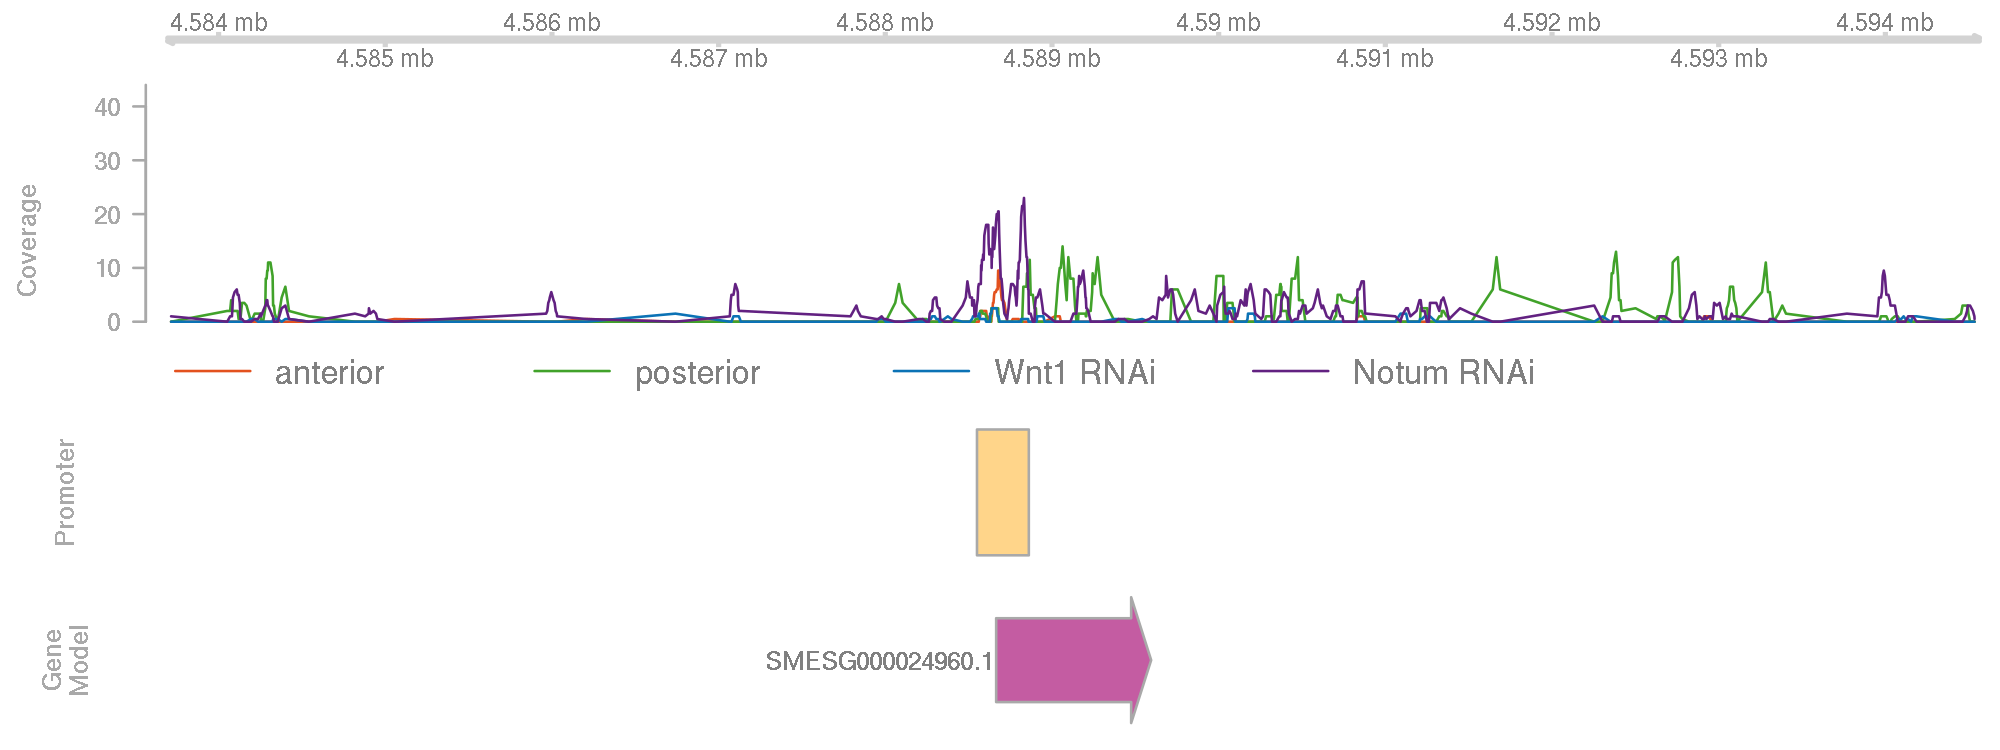 4.584 mb 4.586 mb 4.588 mb 4.59 mb 4.592 mb 4.594 mb
4.585 mb 4.587 mb 4.589 mb 4.591 mb 4.593 mb
Coverage
40
30
20
10
0
anterior posterior Wnt1 RNAi Notum RNAi
Promoter
Gene
Model
SMESG000024960.1